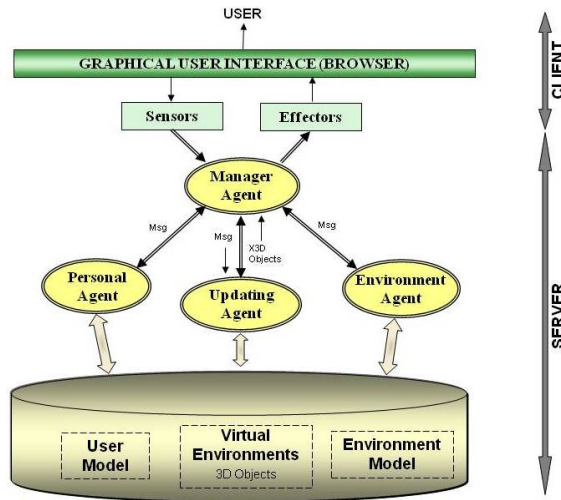 USER
GRAPHICAL USER INTERFACE (BROWSER)
Sensors
Effectors
CLIENT
Manager
Agent
Msg
Msg
X3D
Objects
Msg
Personal
Agent
Updating
Agent
Environment
Agent
SERVER
User
Model
Virtual
Environments
3D Objects
Environment
Model